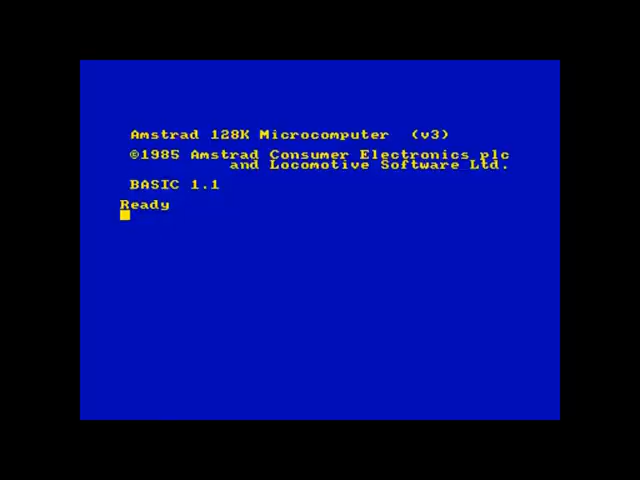 Amstrad 128K Microcomputer (v3)
©1985 Amstrad Consumer Electronics plc
and Locomotive Software Ltd.
BASIC 1.1
Ready